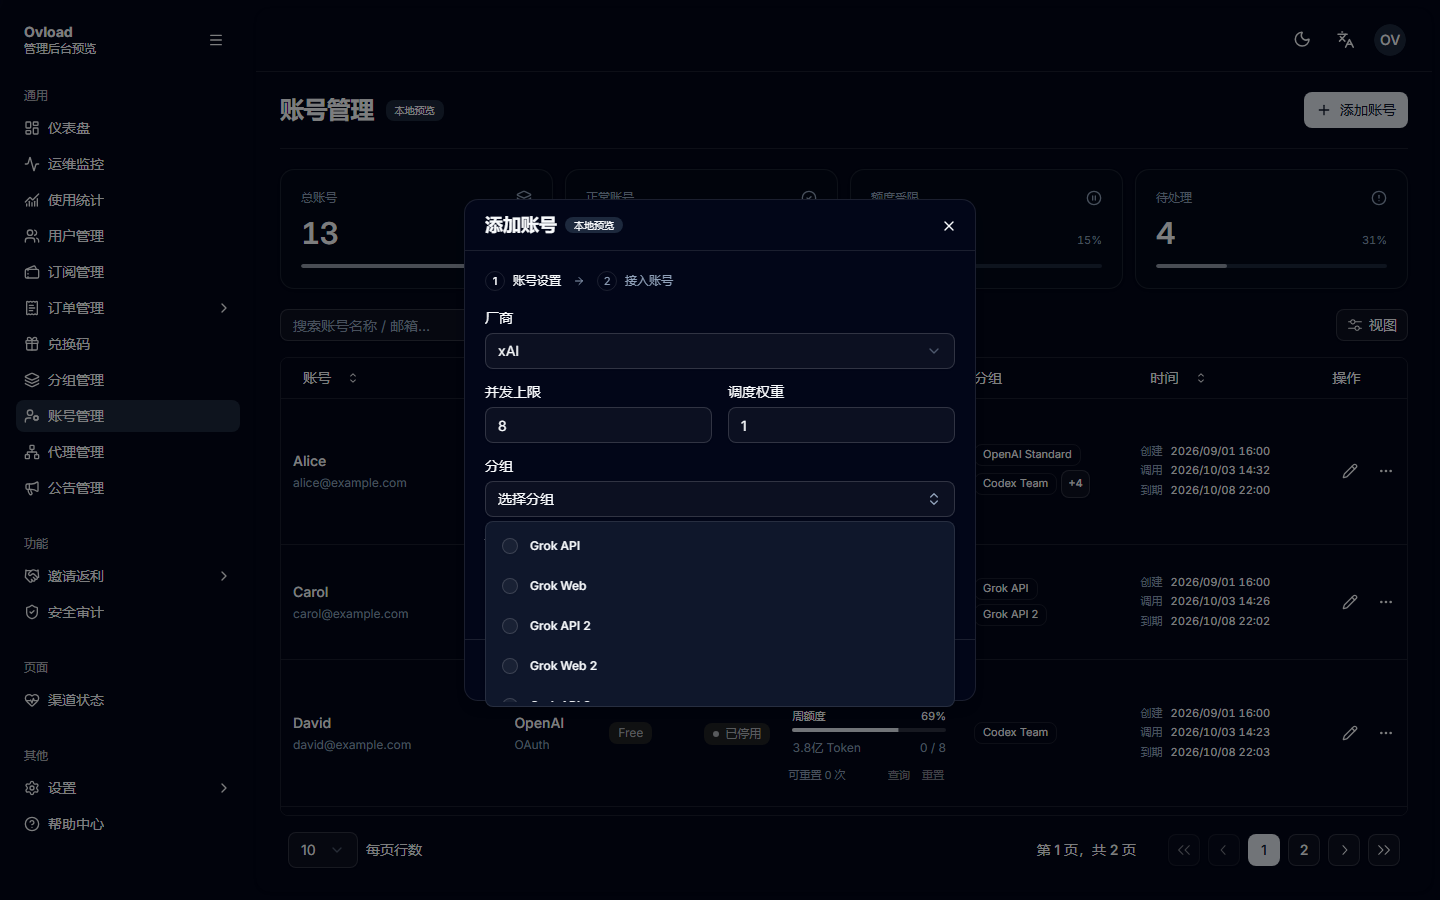 Ovload
管理后台预览
OV
通用
仪表盘
运维监控
使用统计
用户管理
订阅管理
订单管理
兑换码
分组管理
账号管理
代理管理
公告管理
功能
邀请返利
安全审计
页面
渠道状态
其他
设置
帮助中心
账号管理 本地预览
添加账号
总账号
13
正常账号
额度受限
15%
待处理
4
31%
搜索账号名称 / 邮箱...
视图
账号 分组 时间 操作
Alice
alice@example.com
OpenAI Standard
Codex Team +4
创建 2026/09/01 16:00
调用 2026/10/03 14:32
到期 2026/10/08 22:00
Carol
carol@example.com
Grok API
Grok API 2
创建 2026/09/01 16:00
调用 2026/10/03 14:26
到期 2026/10/08 22:02
David
david@example.com
OpenAI
OAuth
Free
已停用
周额度 69%
3.8亿 Token 0 / 8
可重置 0 次 查询 重置
Codex Team
创建 2026/09/01 16:00
调用 2026/10/03 14:23
到期 2026/10/08 22:03
10 每页行数
第 1 页，共 2 页
1 2
添加账号 本地预览
1 账号设置 2 接入账号
厂商
xAI
并发上限 调度权重
8 1
分组
选择分组
Grok API
Grok Web
Grok API 2
Grok Web 2